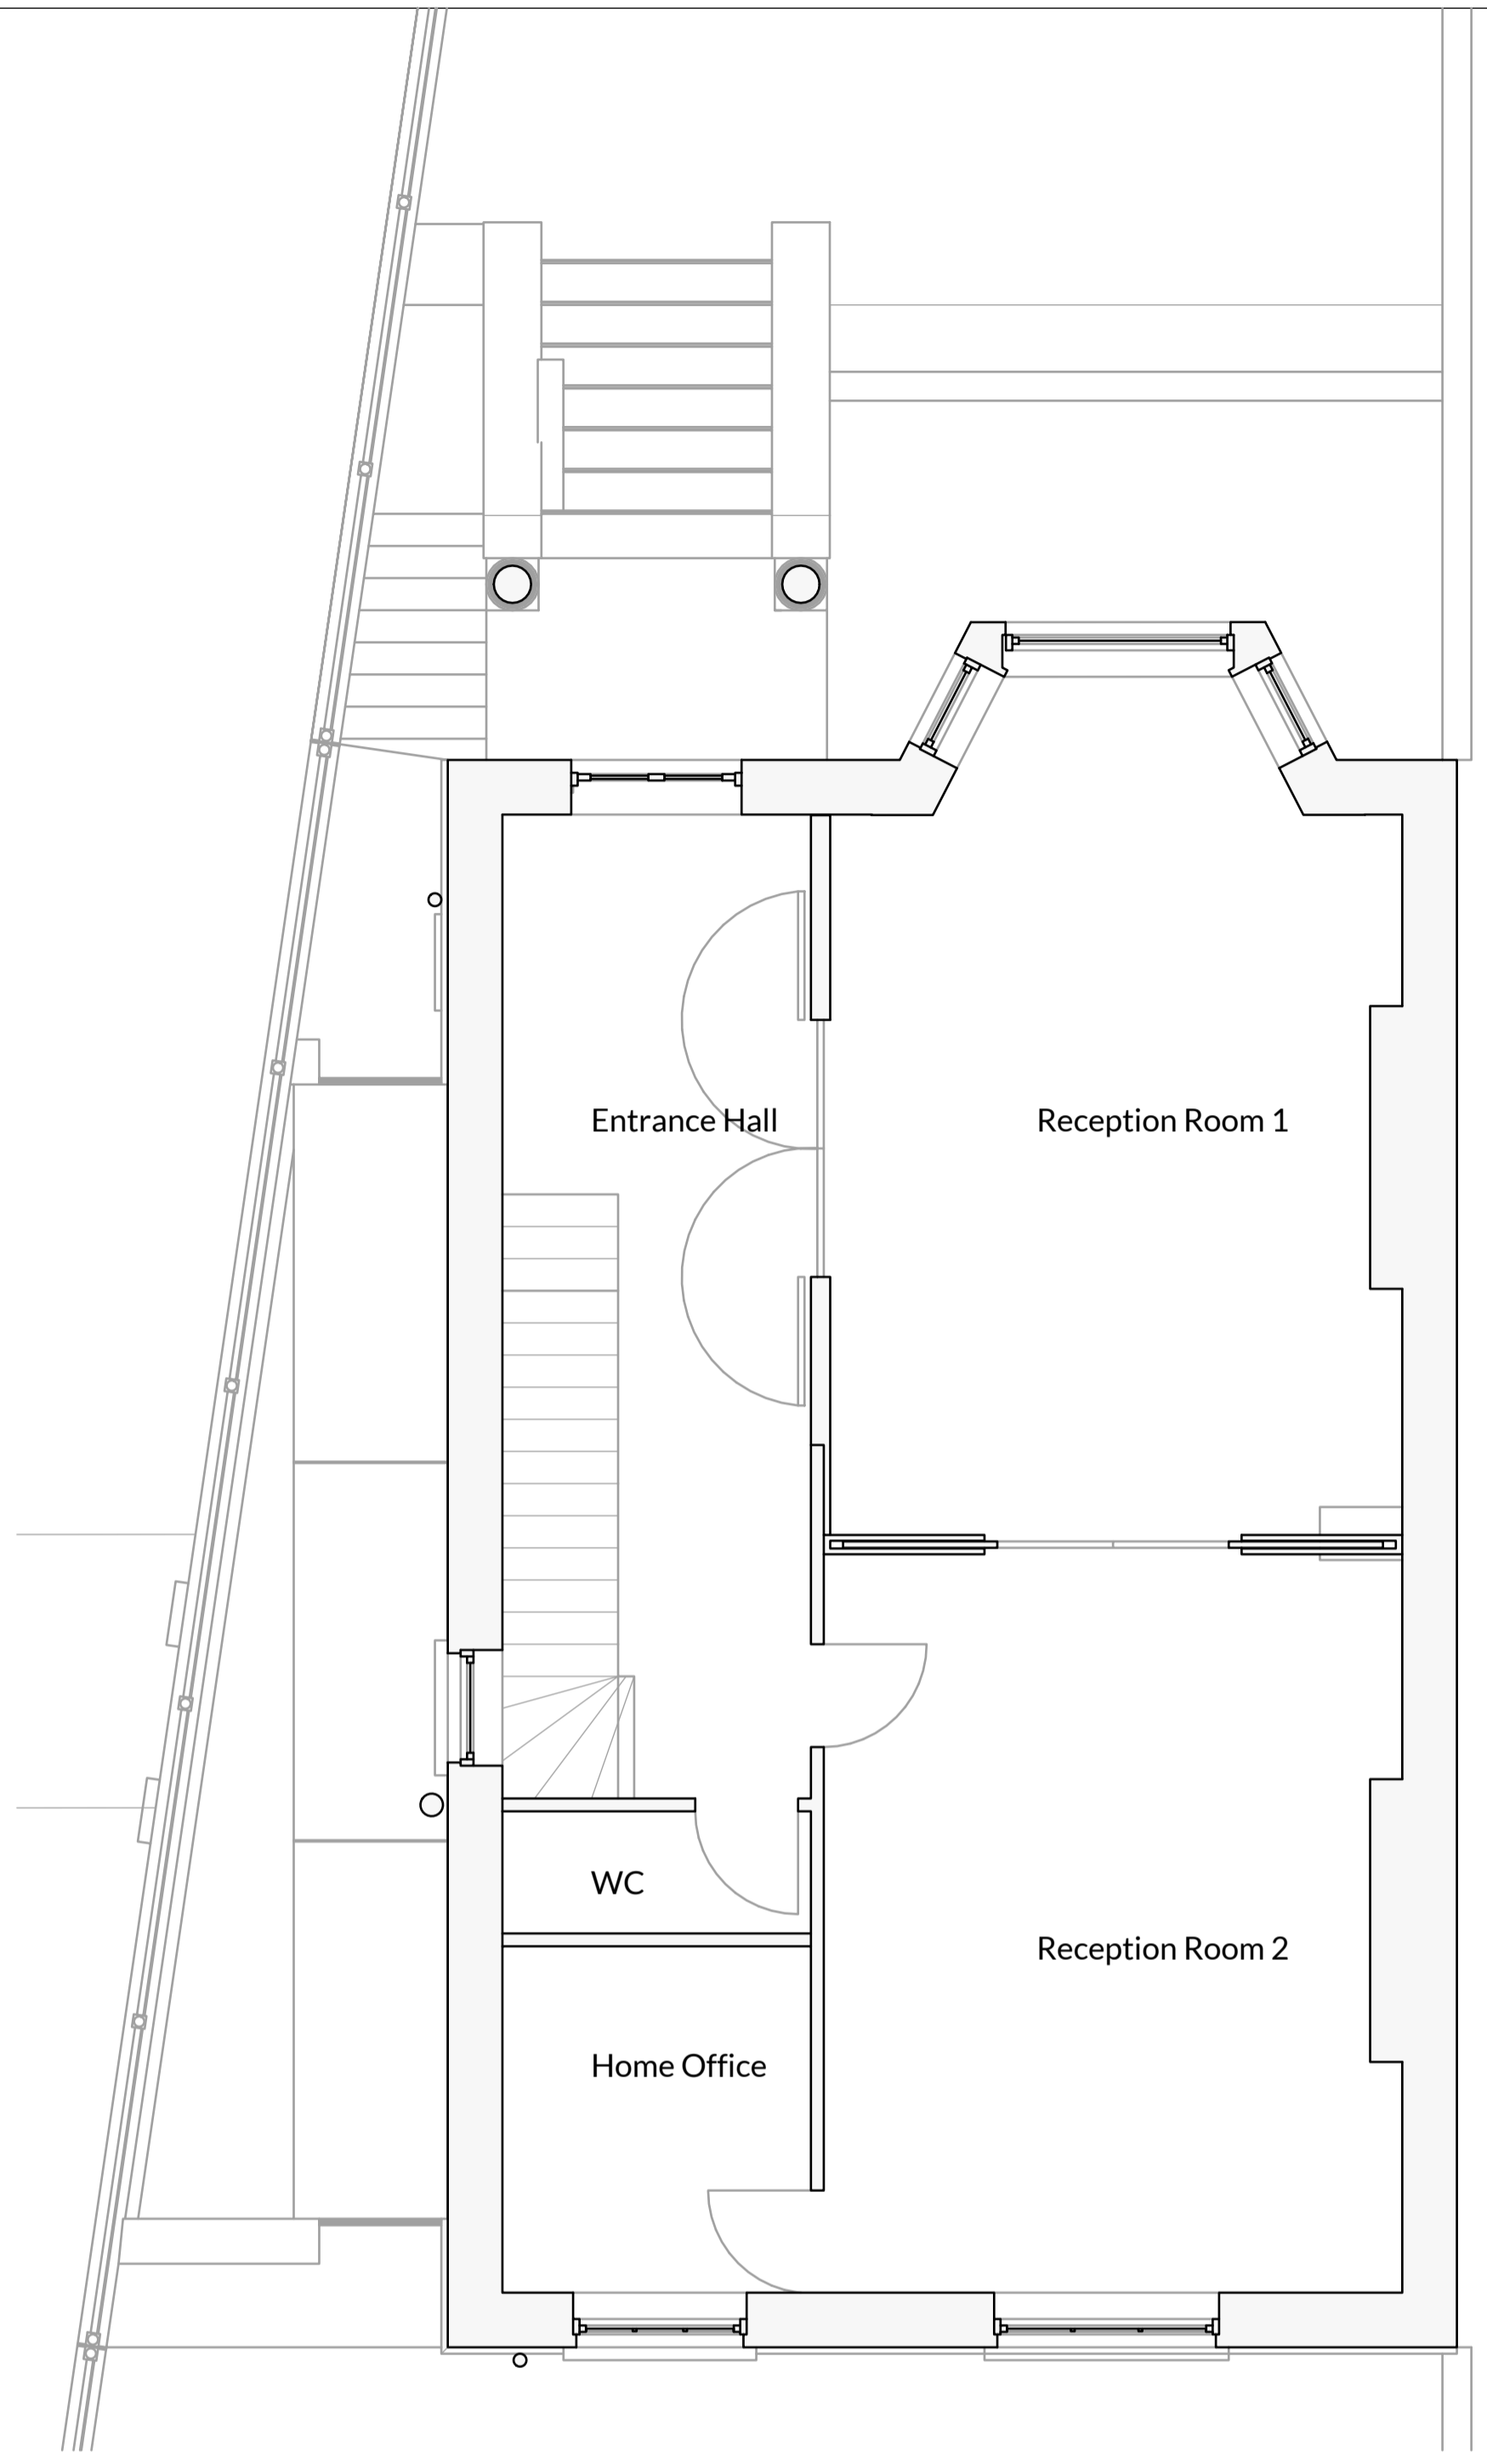 Entrance Hall
Reception Room 1
WC
Reception Room 2
Home Office